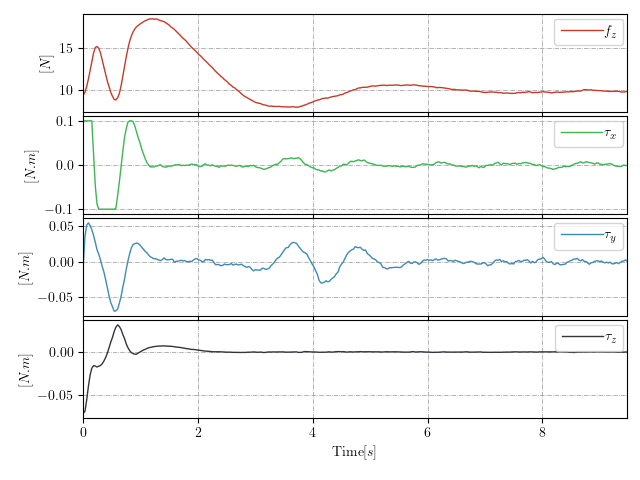 f_z
15
10
[N]
τ_x
0.1
0.0
−0.1
[N.m]
τ_y
0.05
0.00
−0.05
[N.m]
τ_z
0.00
−0.05
[N.m]
0 2 4 6 8
Time[s]